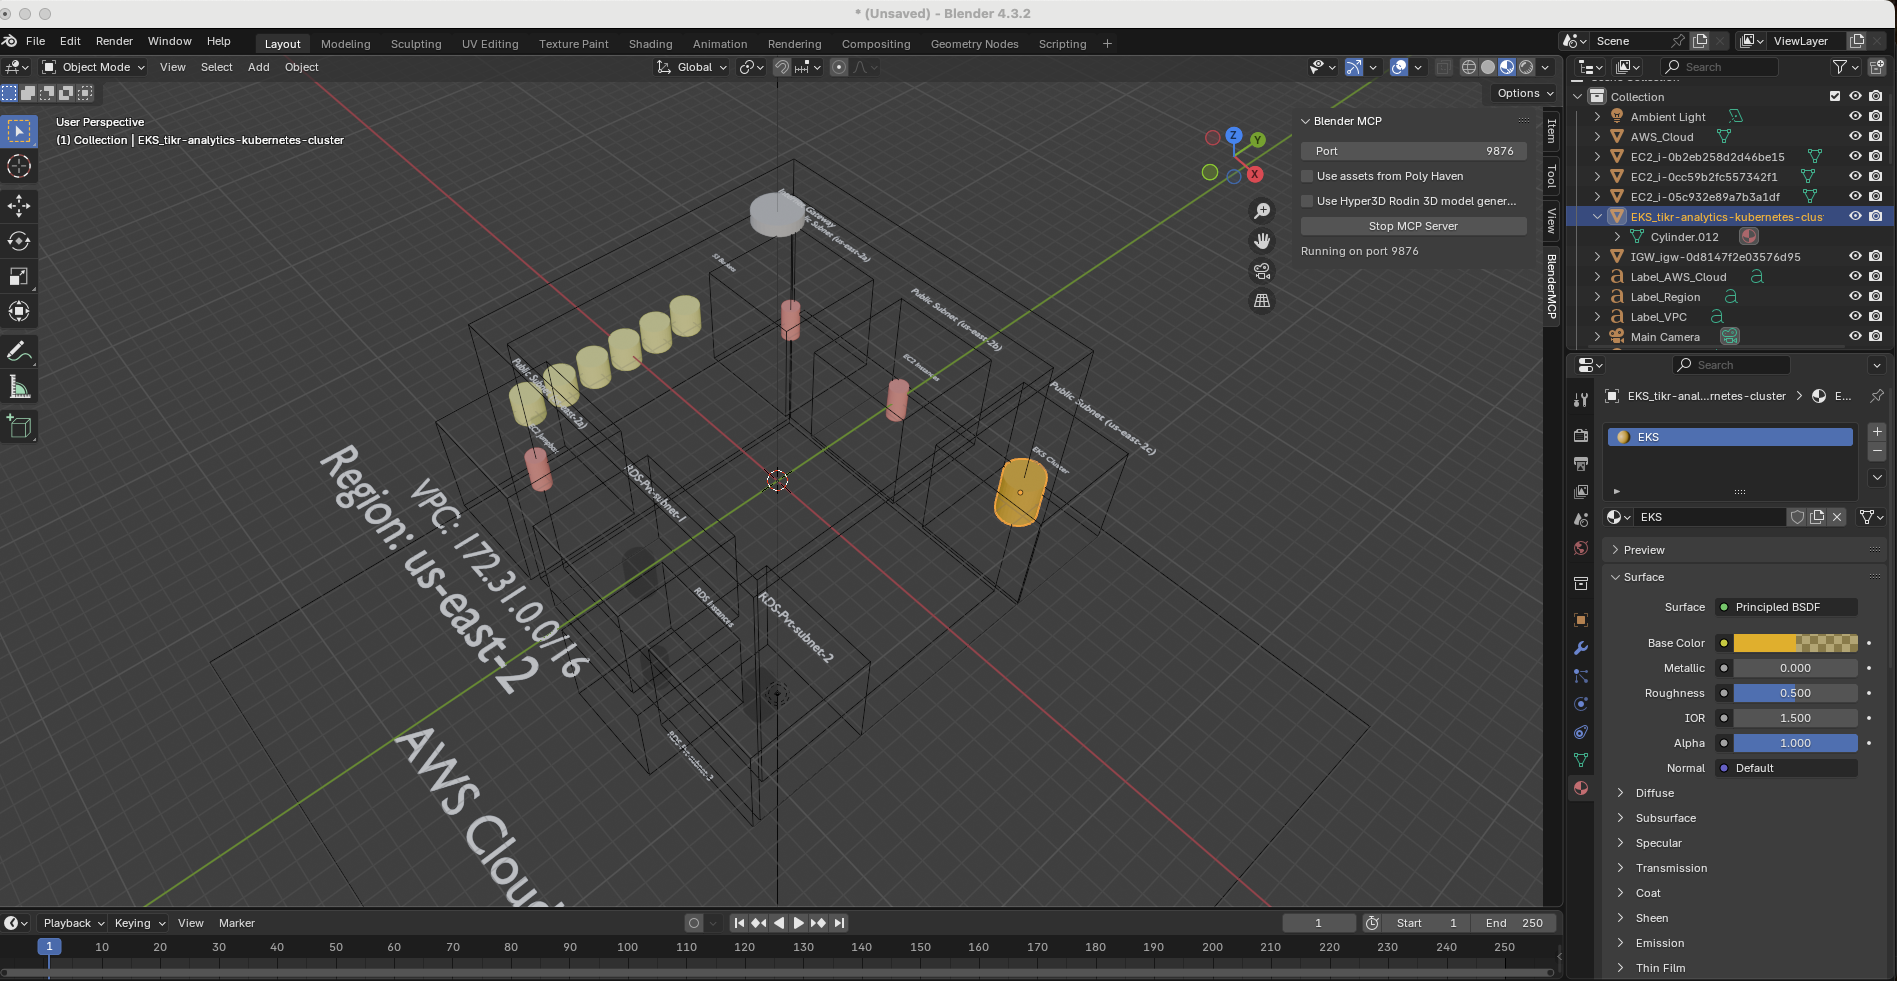 * (Unsaved) - Blender 4.3.2
File Edit Render Window Help Layout Modeling Sculpting UV Editing Texture Paint Shading Animation Rendering Compositing Geometry Nodes Scripting + Scene ViewLayer
Object Mode View Select Add Object Global Search
Options
User Perspective
(1) Collection | EKS_tikr-analytics-kubernetes-cluster
Blender MCP
Port 9876
Use assets from Poly Haven
Use Hyper3D Rodin 3D model gener...
Stop MCP Server
Running on port 9876
Item
Tool
View
BlenderMCP
Z
Y
X
Gateway
Subnet (us-east-2a)
Public Subnet (us-east-2b)
EC2 Instances
Public Subnet (us-east-2c)
EKS Cluster
RDS-Pvt-subnet-1
RDS Instances
RDS-Pvt-subnet-2
VPC: 172.31.0.0/16
Region: us-east-2
AWS Cloud
Collection
Ambient Light
AWS_Cloud
EC2_i-0b2eb258d2d46be15
EC2_i-0cc59b2fc557342f1
EC2_i-05c932e89a7b3a1df
EKS_tikr-analytics-kubernetes-clus
Cylinder.012
IGW_igw-0d8147f2e03576d95
Label_AWS_Cloud
Label_Region
Label_VPC
Main Camera
Search
EKS_tikr-anal...rnetes-cluster E...
EKS
EKS
Preview
Surface
Surface Principled BSDF
Base Color
Metallic 0.000
Roughness 0.500
IOR 1.500
Alpha 1.000
Normal Default
Diffuse
Subsurface
Specular
Transmission
Coat
Sheen
Emission
Thin Film
Playback Keying View Marker 1 Start 1 End 250
1 10 20 30 40 50 60 70 80 90 100 110 120 130 140 150 160 170 180 190 200 210 220 230 240 250